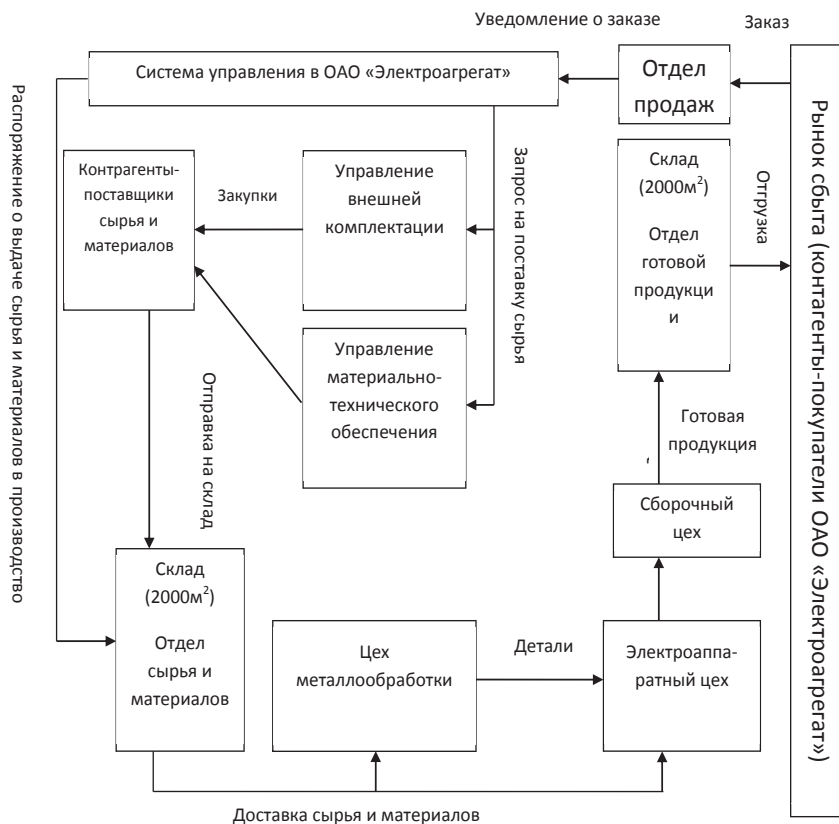 Уведомление о заказе
Заказ
Система управления в ОАО «Электроагрегат»
Отдел
продаж
Рынок сбыта (контагенты-покупатели ОАО «Электроагрегат»)
Распоряжение о выдаче сырья и материалов в производство
Контрагенты-
поставщики
сырья и
материалов
Закупки
Управление
внешней
комплектации
Запрос на поставку сырья
Склад
(2000м²)
Отдел
готовой
продукци
и
Отгрузка
Управление
материально-
технического
обеспечения
Отправка на склад
Готовая
продукция
Сборочный
цех
Склад
(2000м²)
Отдел
сырья и
материалов
Цех
металлообработки
Детали
Электроаппа-
ратный цех
Доставка сырья и материалов